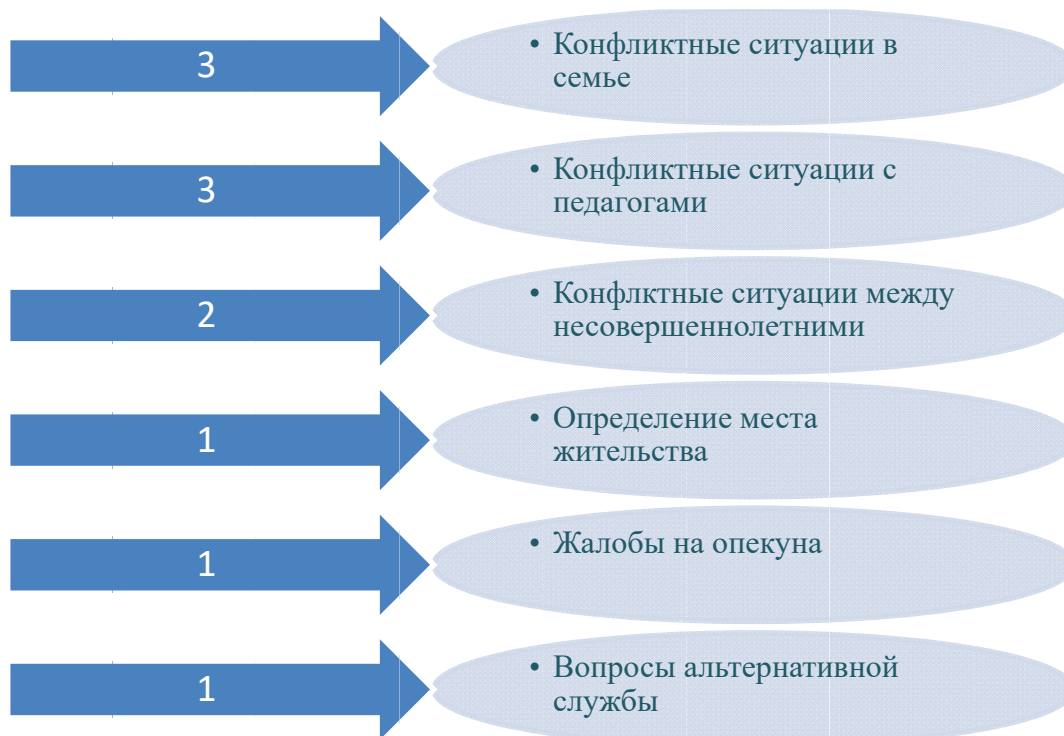 3
• Конфликтные ситуации в
семье
3
• Конфликтные ситуации с
педагогами
2
• Конфлктные ситуации между
несовершеннолетними
1
• Определение места
жительства
1
• Жалобы на опекуна
1
• Вопросы альтернативной
службы